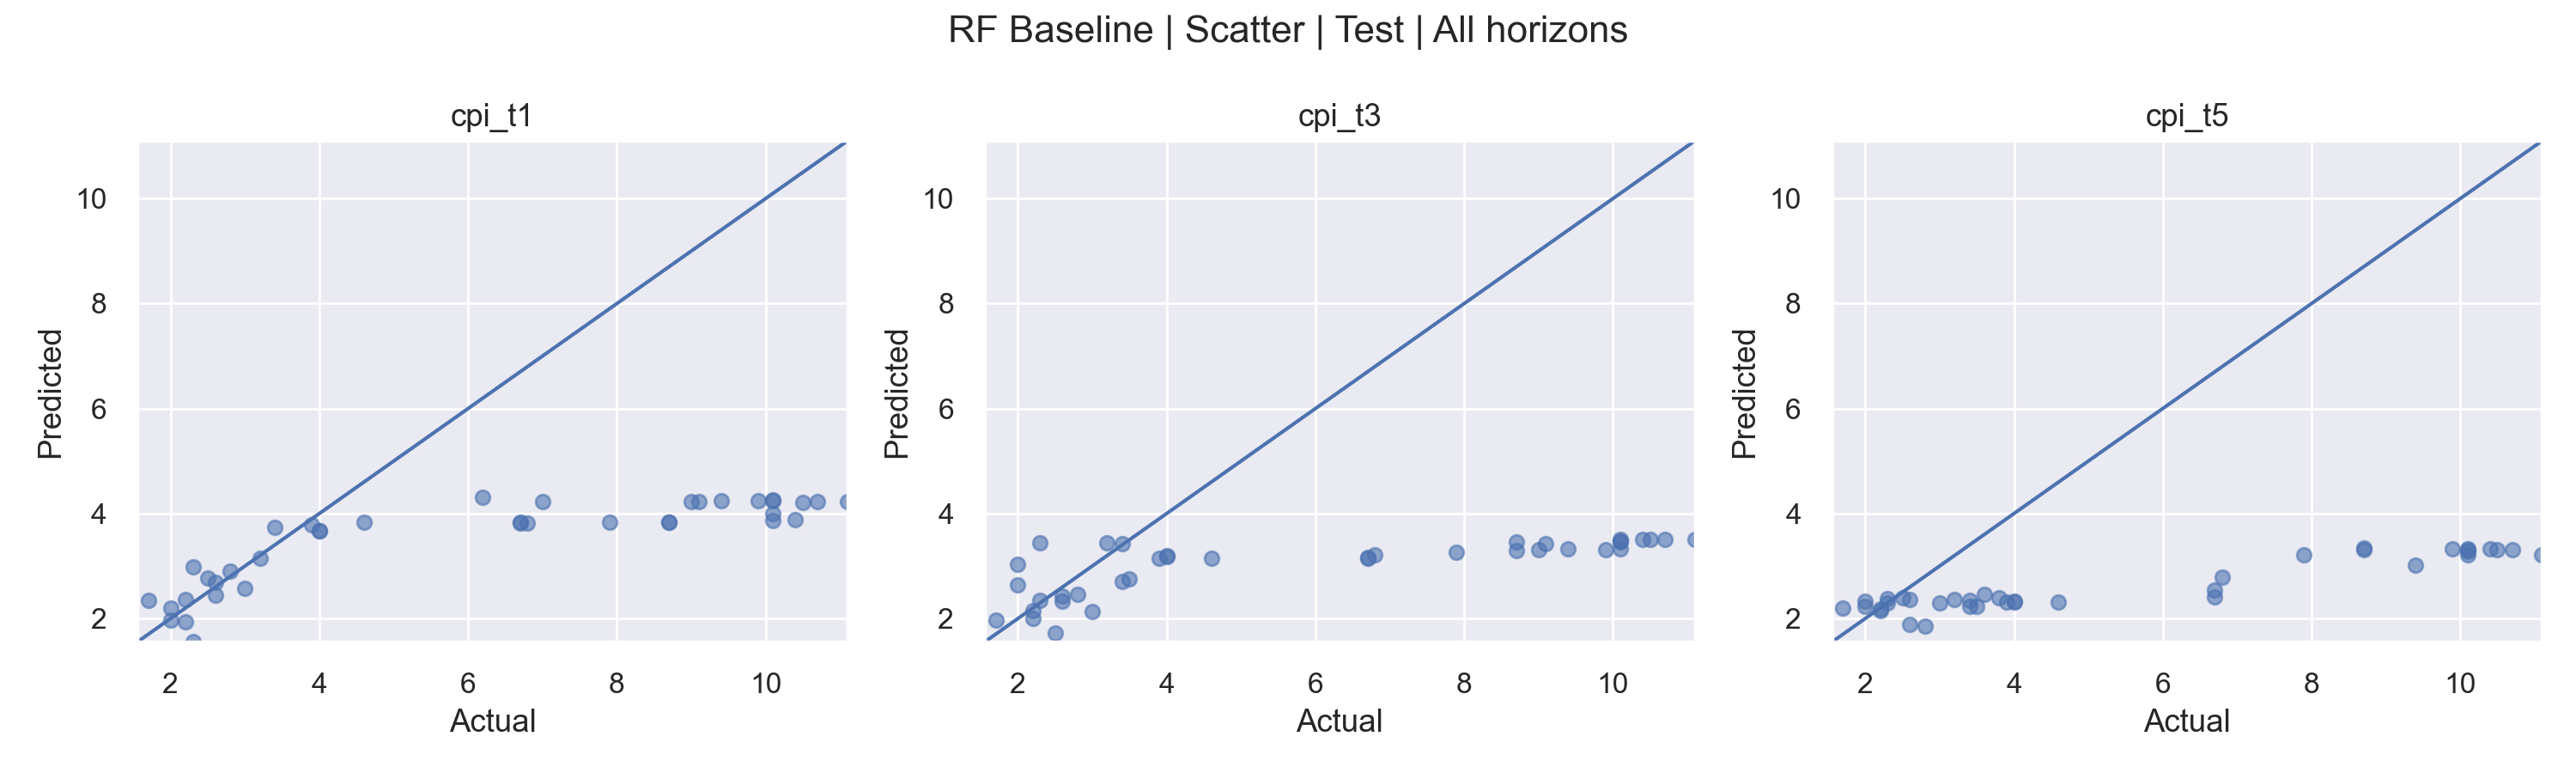 RF Baseline | Scatter | Test | All horizons
cpi_t1
10
8
6
4
2
Predicted
2 4 6 8 10
Actual
cpi_t3
10
8
6
4
2
Predicted
2 4 6 8 10
Actual
cpi_t5
10
8
6
4
2
Predicted
2 4 6 8 10
Actual